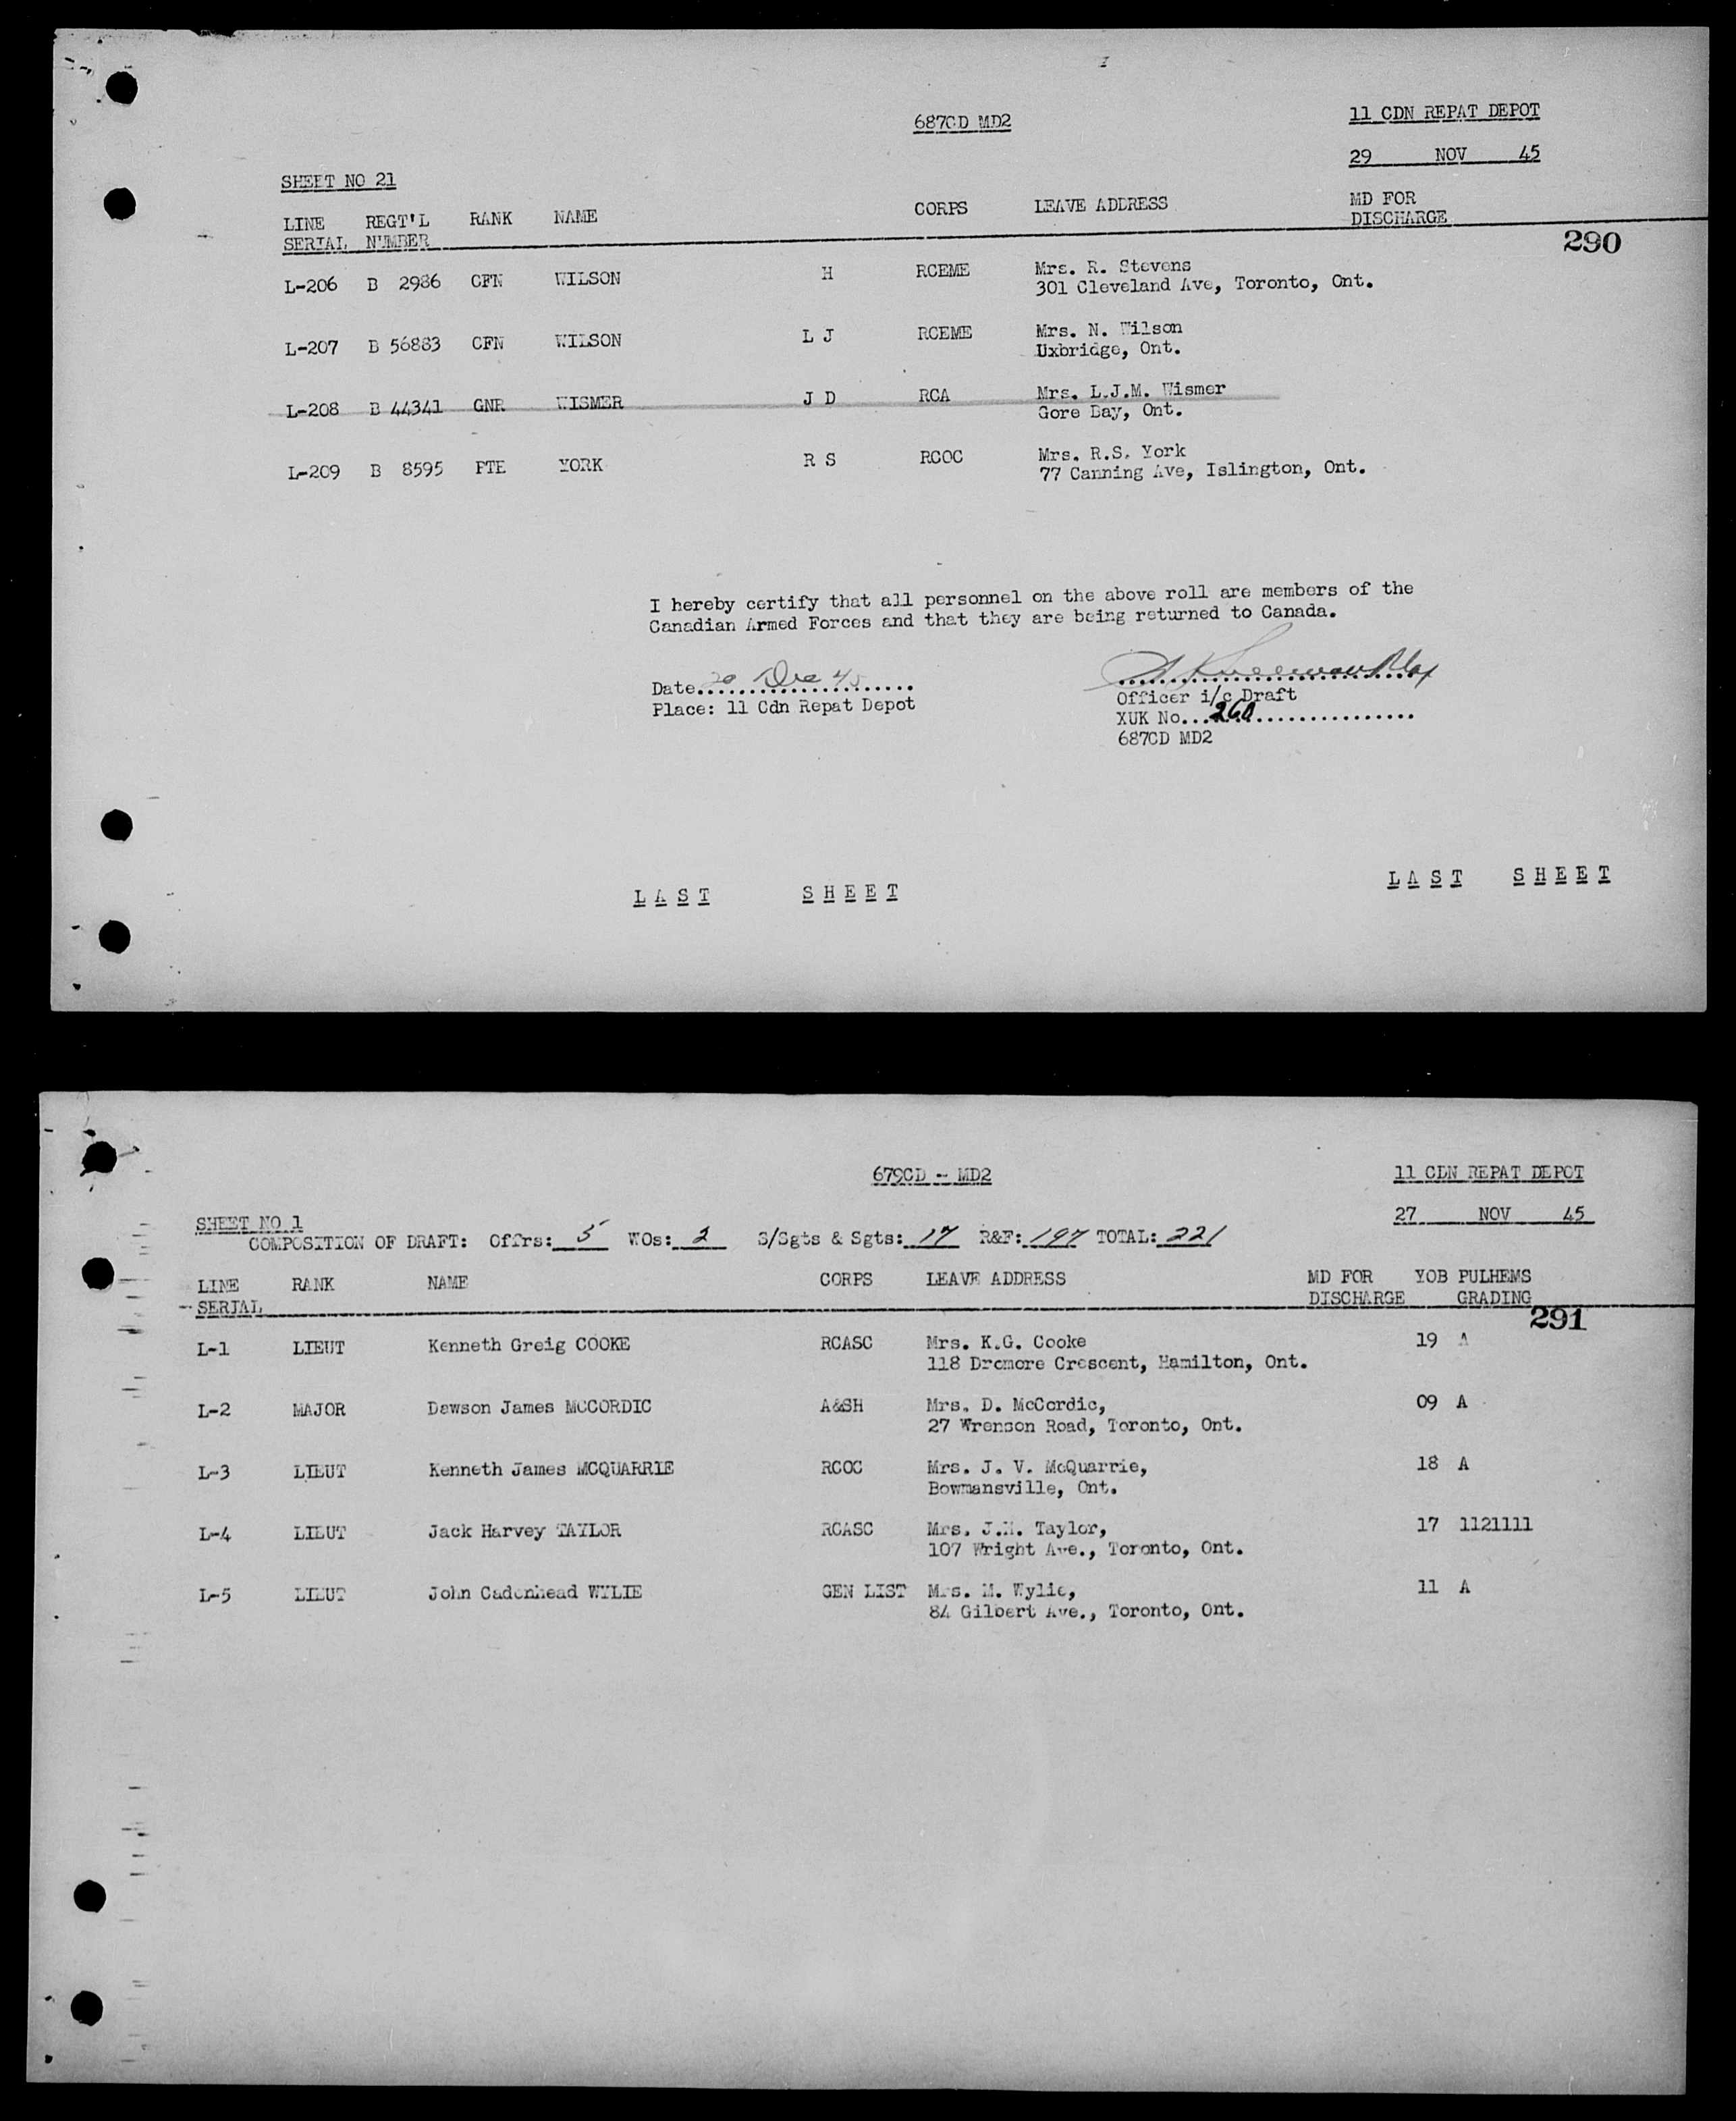 687CD MD2
11 CDN REPAT DEPOT
29 NOV 45
SHEET NO 21
LINE SERIAL REGT'L NUMBER RANK NAME CORPS LEAVE ADDRESS MD FOR DISCHARGE
290
L-206 B 2986 CFN WILSON H RCEME Mrs. R. Stevens
301 Cleveland Ave, Toronto, Ont.
L-207 B 56883 CFN WILSON L J RCEME Mrs. N. Wilson
Uxbridge, Ont.
L-208 B 44341 GNR WISMER J D RCA Mrs. L.J.M. Wismer
Gore Bay, Ont.
L-209 B 8595 PTE YORK R S RCOC Mrs. R.S. York
77 Canning Ave, Islington, Ont.
I hereby certify that all personnel on the above roll are members of the
Canadian Armed Forces and that they are being returned to Canada.
Date 20 Dec 45
Place: 11 Cdn Repat Depot
Officer i/c Draft
XUK No... 260
687CD MD2
LAST SHEET LAST SHEET
679CD - MD2
11 CDN REPAT DEPOT
27 NOV 45
SHEET NO 1
COMPOSITION OF DRAFT: Offrs: 5 WOs: 2 S/Sgts & Sgts: 17 R&F: 197 TOTAL: 221
LINE SERIAL RANK NAME CORPS LEAVE ADDRESS MD FOR DISCHARGE YOB PULHEMS GRADING
291
L-1 LIEUT Kenneth Greig COOKE RCASC Mrs. K.G. Cooke 19 A
118 Dromore Crescent, Hamilton, Ont.
L-2 MAJOR Dawson James MCCORDIC A&SH Mrs. D. McCordic, 09 A
27 Wrenson Road, Toronto, Ont.
L-3 LIEUT Kenneth James MCQUARRIE RCOC Mrs. J. V. McQuarrie, 18 A
Bowmansville, Ont.
L-4 LIEUT Jack Harvey TAYLOR RCASC Mrs. J.H. Taylor, 17 1121111
107 Wright Ave., Toronto, Ont.
L-5 LIEUT John Cadenhead WYLIE GEN LIST Mrs. M. Wylie, 11 A
84 Gilbert Ave., Toronto, Ont.